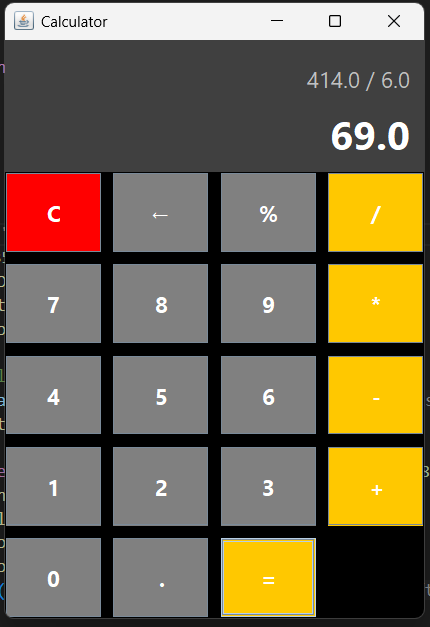 Calculator
414.0 / 6.0
69.0
C ← % /
7 8 9 *
4 5 6 -
1 2 3 +
0 . =